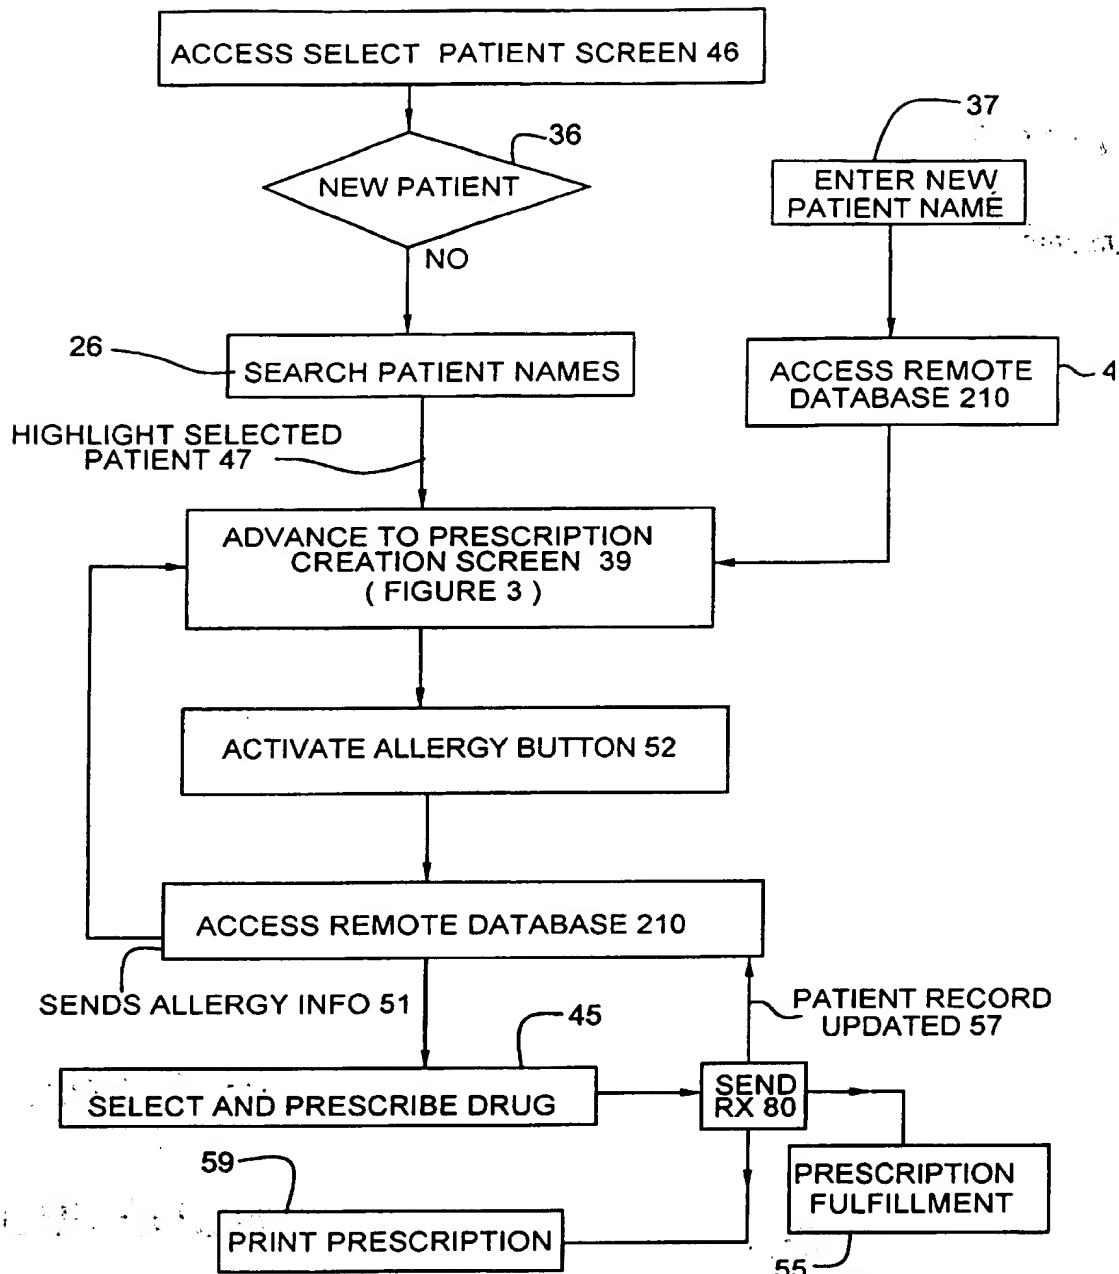 ACCESS SELECT PATIENT SCREEN 46
36
NEW PATIENT
NO
37
ENTER NEW
PATIENT NAME
26
SEARCH PATIENT NAMES
ACCESS REMOTE
DATABASE 210
4
HIGHLIGHT SELECTED
PATIENT 47
ADVANCE TO PRESCRIPTION
CREATION SCREEN 39
( FIGURE 3 )
ACTIVATE ALLERGY BUTTON 52
ACCESS REMOTE DATABASE 210
SENDS ALLERGY INFO 51
PATIENT RECORD
UPDATED 57
45
SELECT AND PRESCRIBE DRUG
SEND
RX 80
PRESCRIPTION
FULFILLMENT
55
59
PRINT PRESCRIPTION